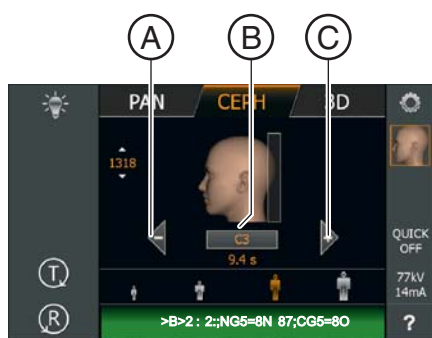 A B C
PAN CEPH 3D
1318
- +
C3
9.4 s
QUICK
OFF
T
77kV
14mA
R
>B>2 : 2:;NG5=8N 87;CG5=8O
?